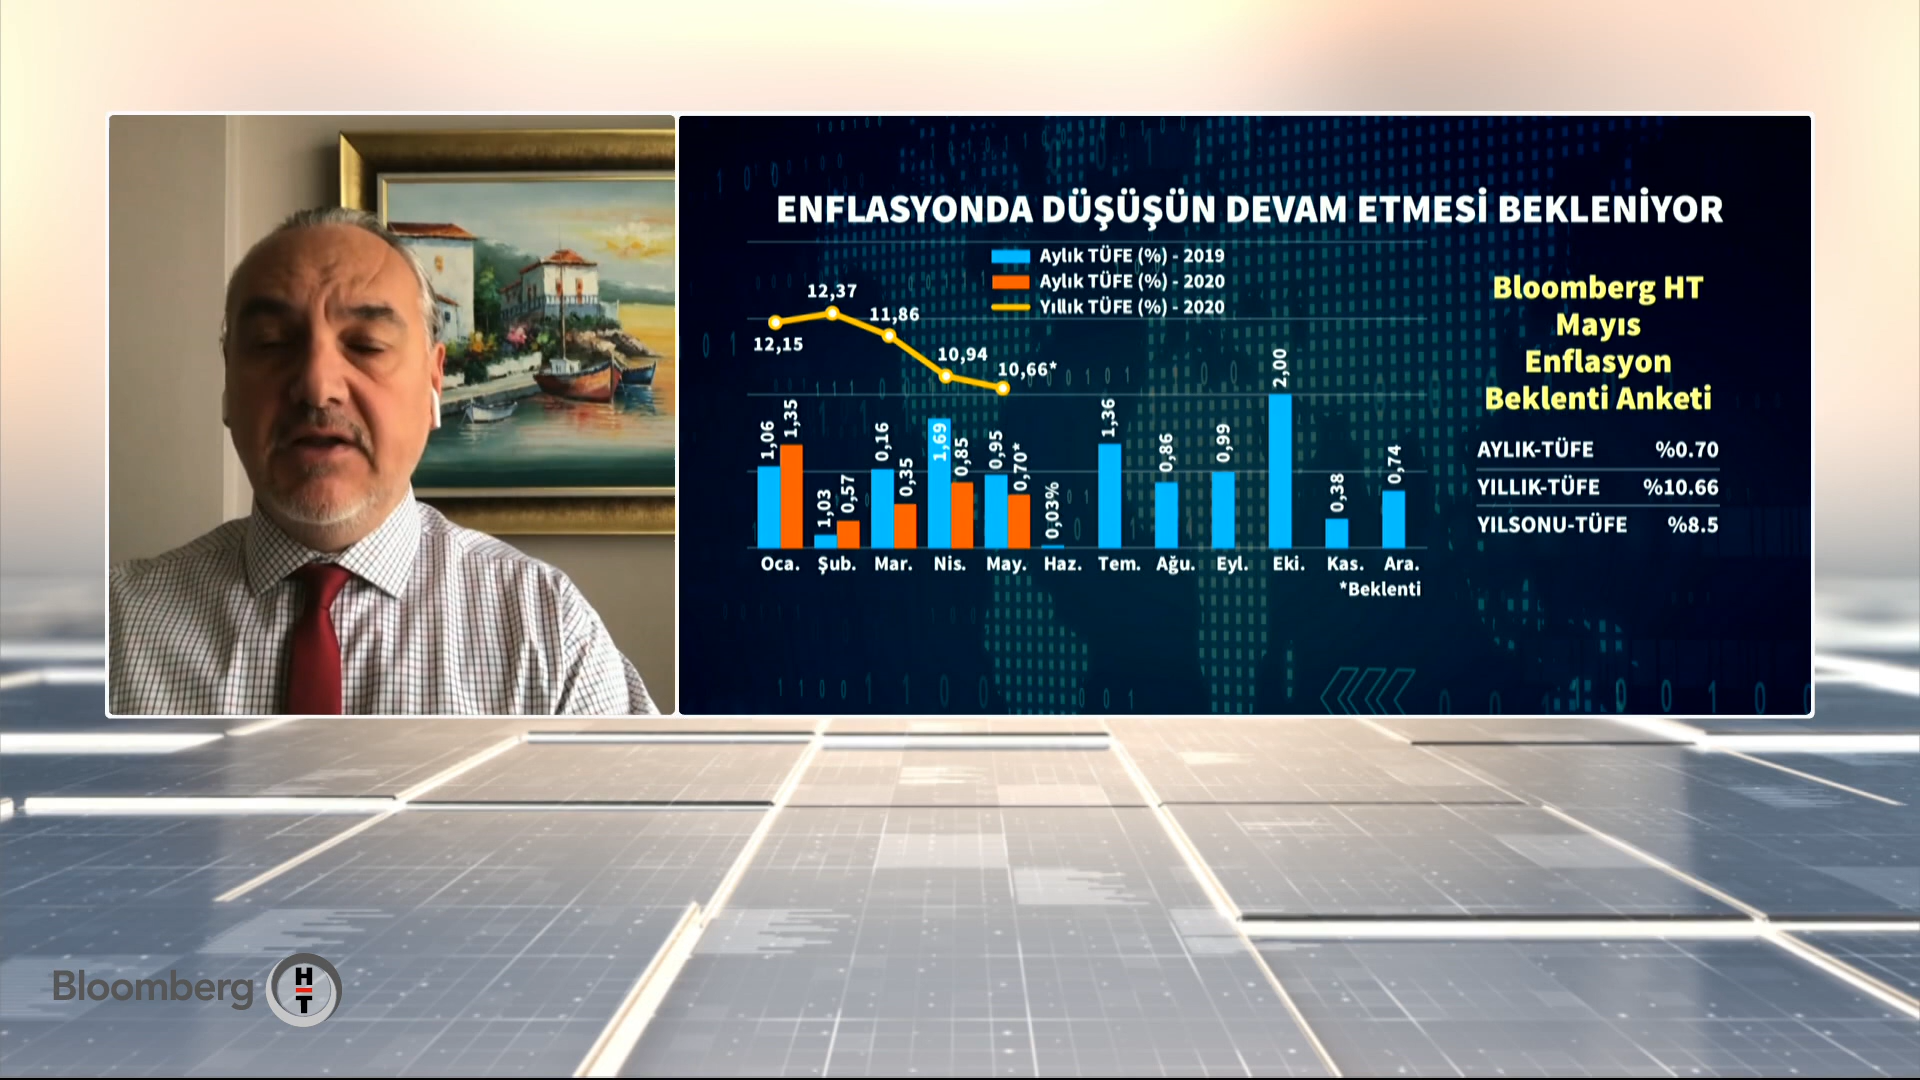 ENFLASYONDA DÜŞÜŞÜN DEVAM ETMESİ BEKLENİYOR
Aylık TÜFE (%) - 2019
Aylık TÜFE (%) - 2020
Yıllık TÜFE (%) - 2020
12,15
12,37
11,86
10,94
10,66*
1,06
1,35
1,03
0,57
0,16
0,35
1,69
0,85
0,95
0,70*
0,03%
1,36
0,86
0,99
2,00
0,38
0,74
Oca. Şub. Mar. Nis. May. Haz. Tem. Ağu. Eyl. Eki. Kas. Ara.
*Beklenti
Bloomberg HT
Mayıs
Enflasyon
Beklenti Anketi
AYLIK-TÜFE %0.70
YILLIK-TÜFE %10.66
YILSONU-TÜFE %8.5
Bloomberg HT